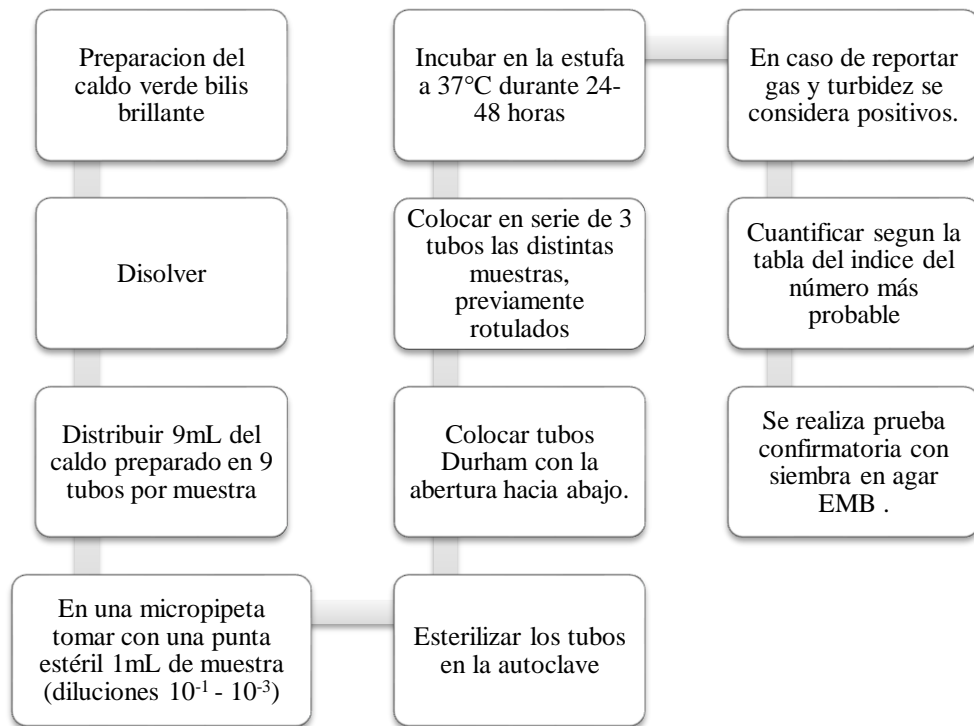 Preparacion del
caldo verde bilis
brillante
Disolver
Distribuir 9mL del
caldo preparado en 9
tubos por muestra
En una micropipeta
tomar con una punta
estéril 1mL de muestra
(diluciones 10⁻¹ - 10⁻³)
Esterilizar los tubos
en la autoclave
Colocar tubos
Durham con la
abertura hacia abajo.
Colocar en serie de 3
tubos las distintas
muestras,
previamente
rotulados
Incubar en la estufa
a 37°C durante 24-
48 horas
En caso de reportar
gas y turbidez se
considera positivos.
Cuantificar segun la
tabla del indice del
número más
probable
Se realiza prueba
confirmatoria con
siembra en agar
EMB .